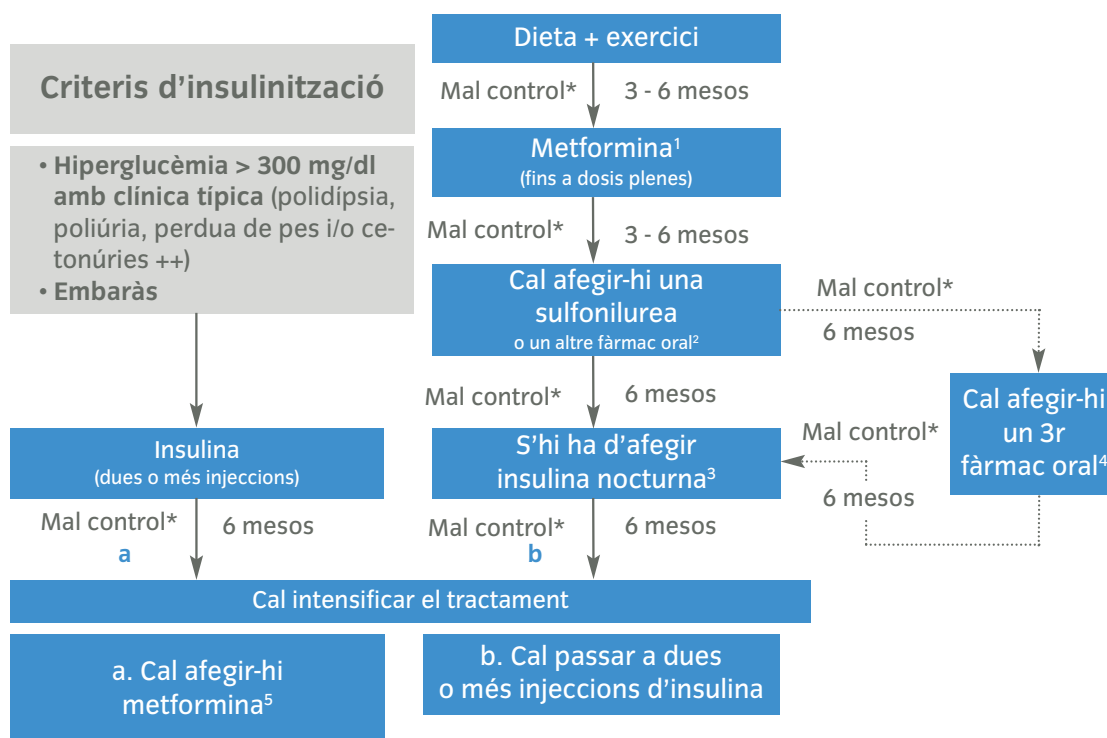 Criteris d’insulinització
• Hiperglucèmia > 300 mg/dl
amb clínica típica (polidípsia,
poliúria, perdua de pes i/o ce-
tonúries ++)
• Embaràs
Insulina
(dues o més injeccions)
Mal control* 6 mesos
a
Dieta + exercici
Mal control* 3 - 6 mesos
Metformina¹
(fins a dosis plenes)
Mal control* 3 - 6 mesos
Cal afegir-hi una
sulfonilurea
o un altre fàrmac oral²
Mal control* 6 mesos
S’hi ha d’afegir
insulina nocturna³
Mal control* 6 mesos
b
Mal control*
6 mesos
Cal afegir-hi
un 3r
fàrmac oral⁴
Mal control*
6 mesos
Cal intensificar el tractament
a. Cal afegir-hi
metformina⁵
b. Cal passar a dues
o més injeccions d’insulina